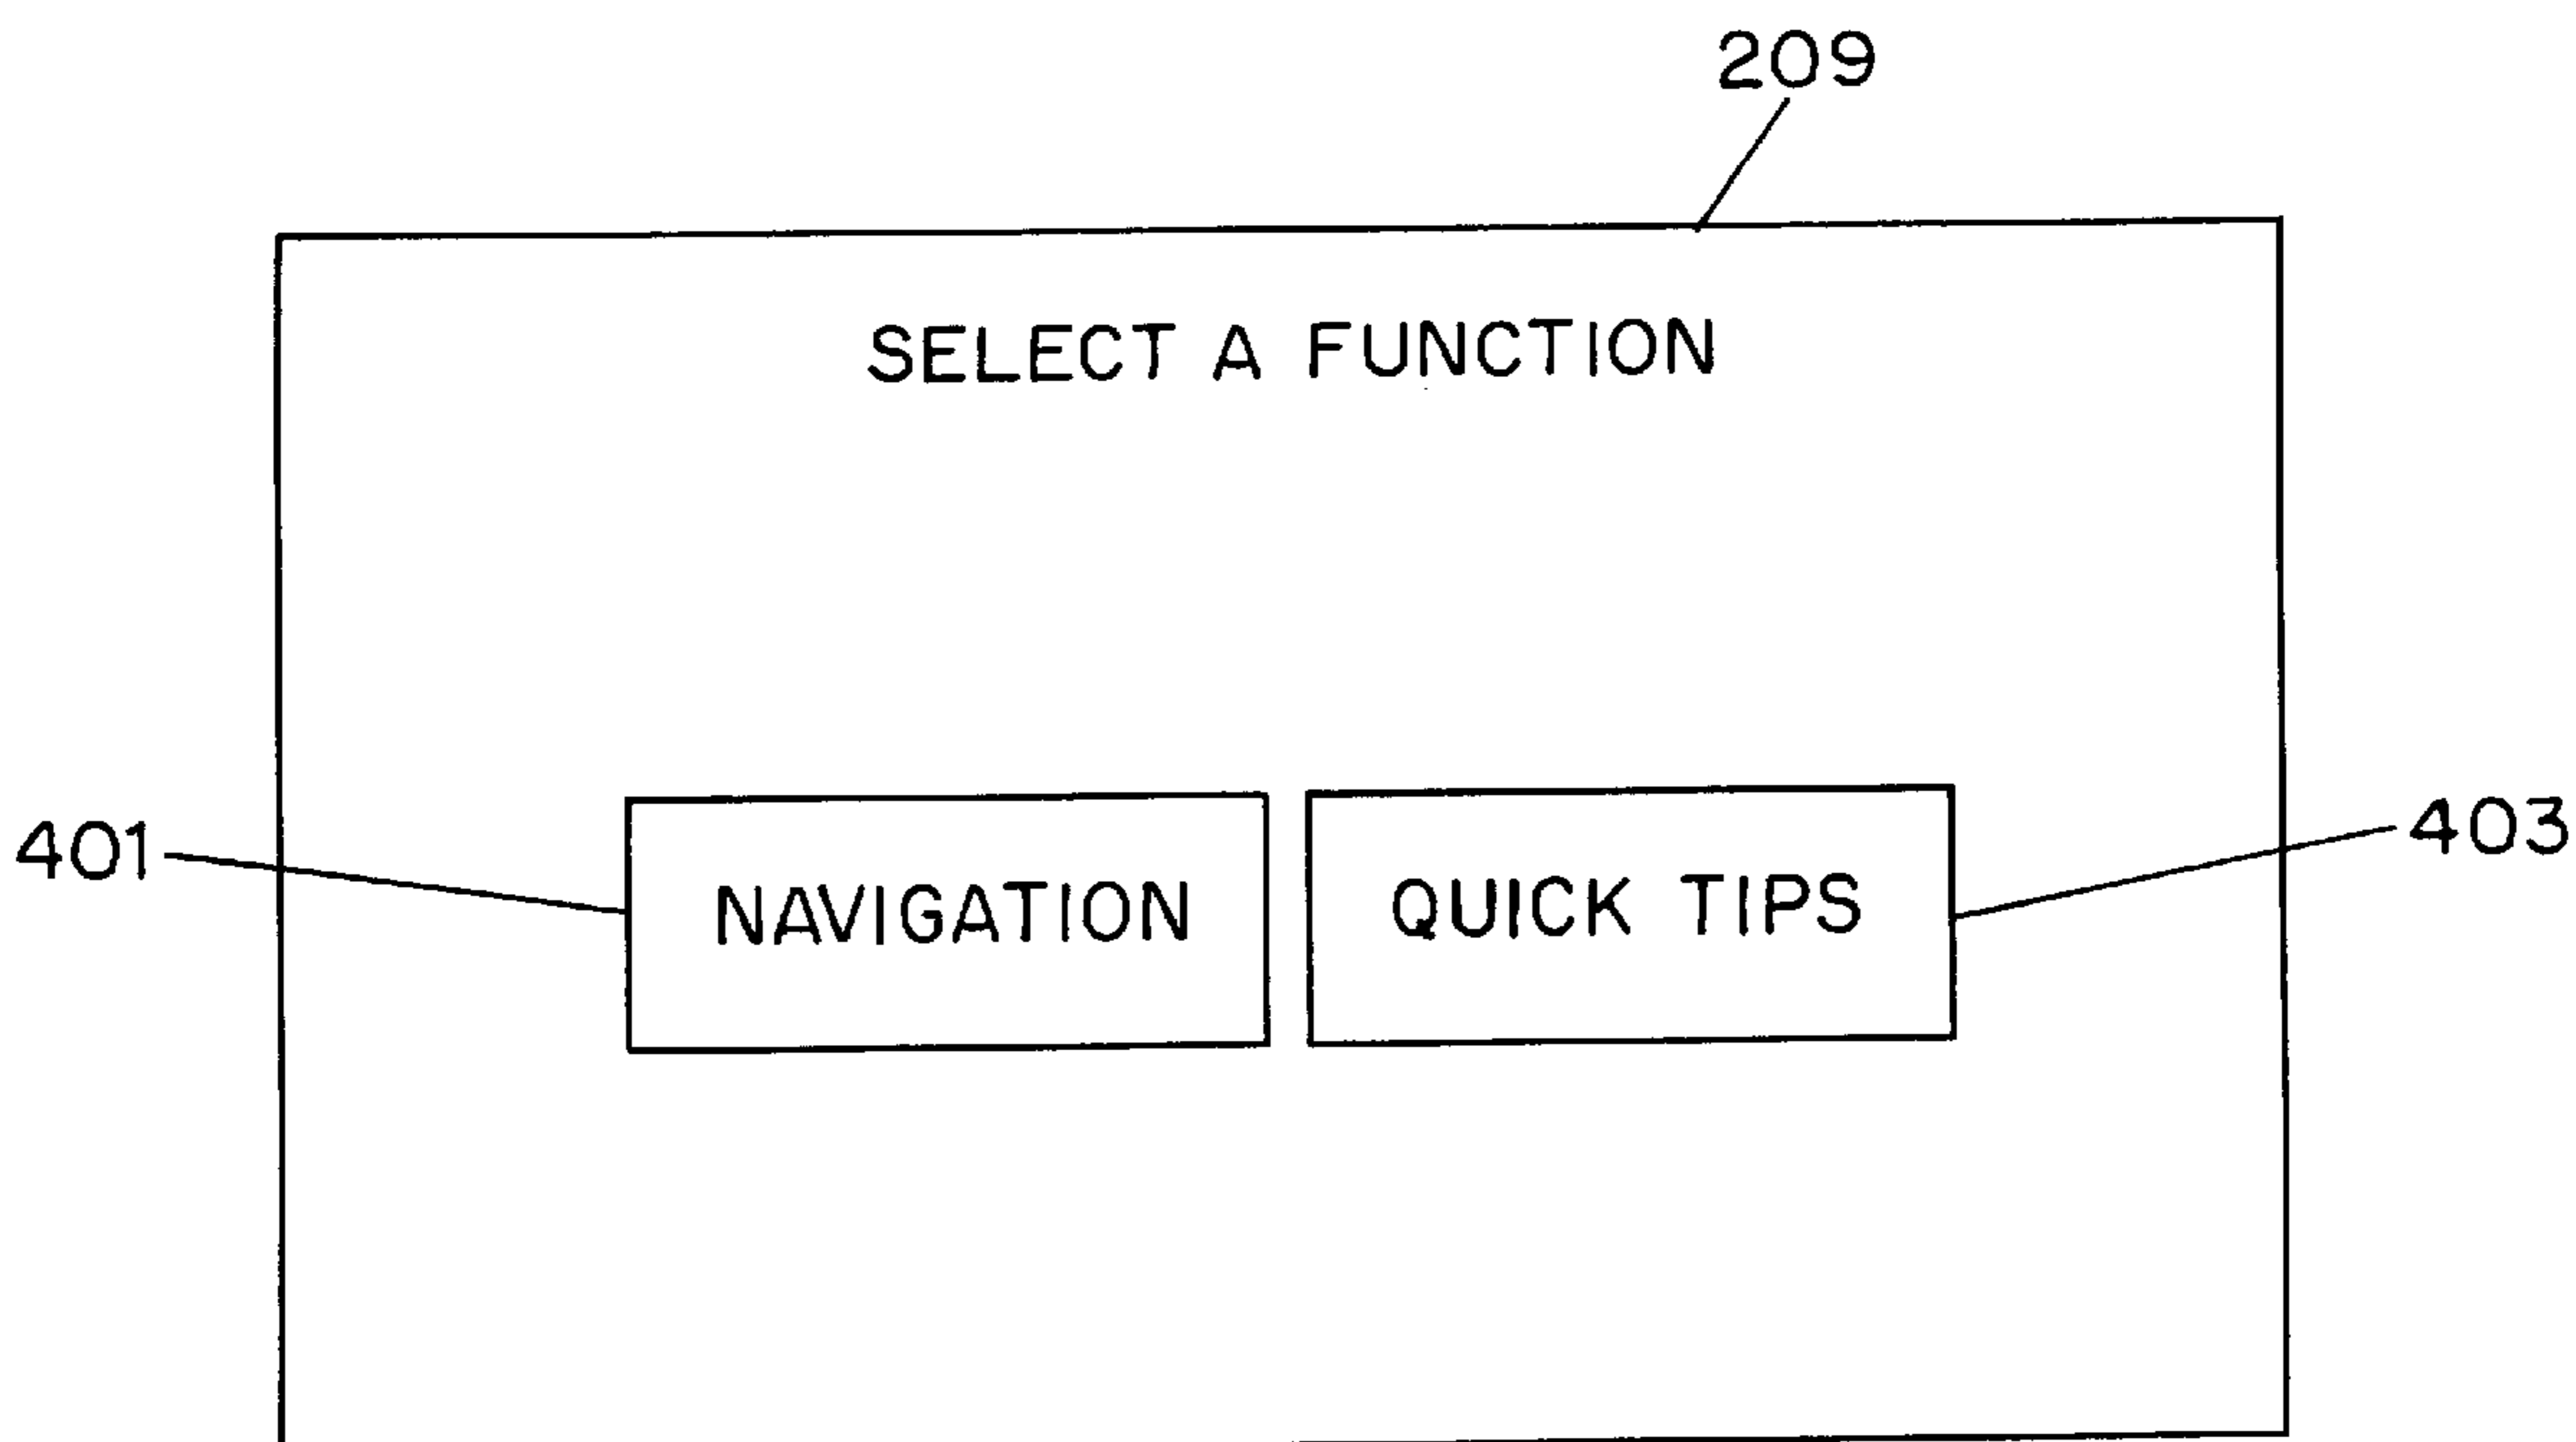 209
SELECT A FUNCTION
401
NAVIGATION
QUICK TIPS
403